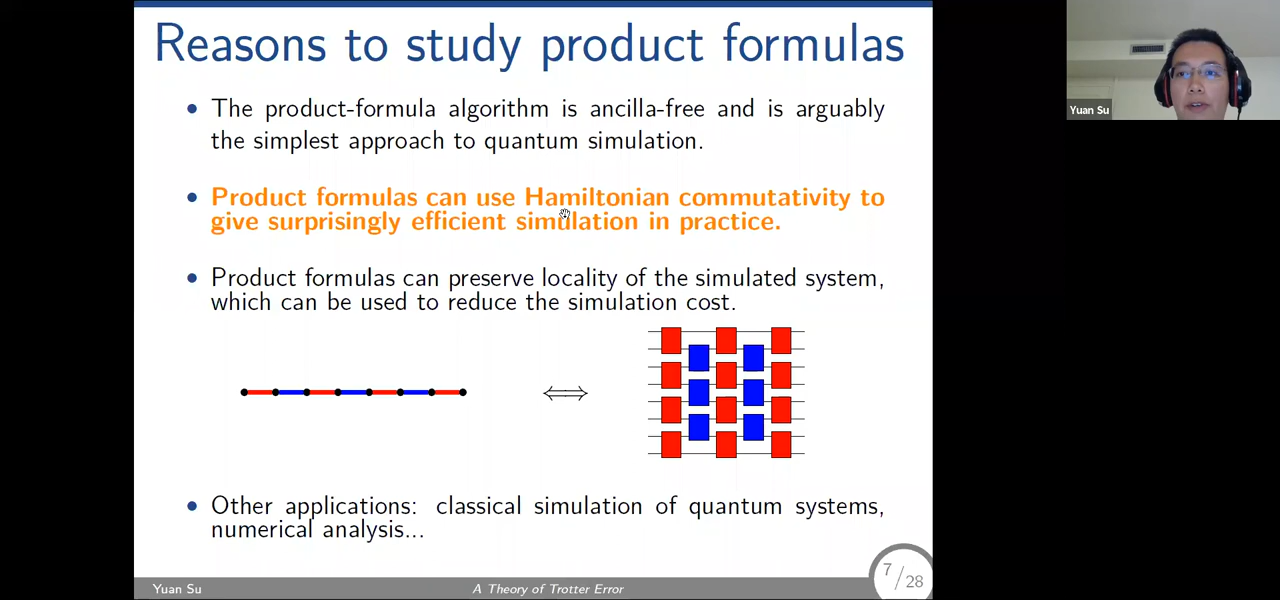 Reasons to study product formulas
• The product-formula algorithm is ancilla-free and is arguably
the simplest approach to quantum simulation.
• Product formulas can use Hamiltonian commutativity to
give surprisingly efficient simulation in practice.
• Product formulas can preserve locality of the simulated system,
which can be used to reduce the simulation cost.
• Other applications: classical simulation of quantum systems,
numerical analysis...
Yuan Su
A Theory of Trotter Error
7/28
Yuan Su